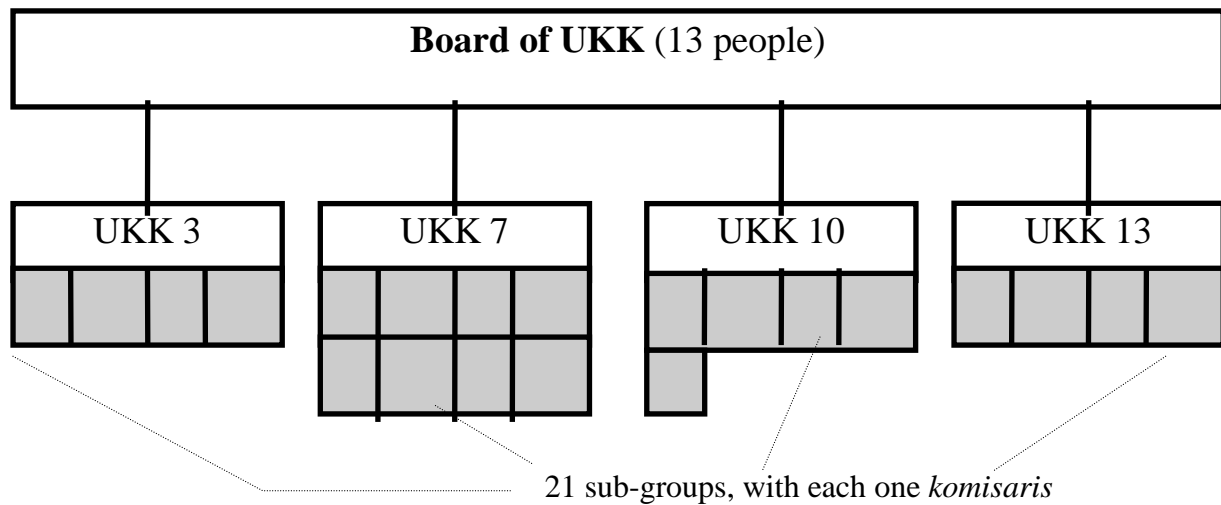 Board of UKK (13 people)
UKK 3 UKK 7 UKK 10 UKK 13
21 sub-groups, with each one komisaris